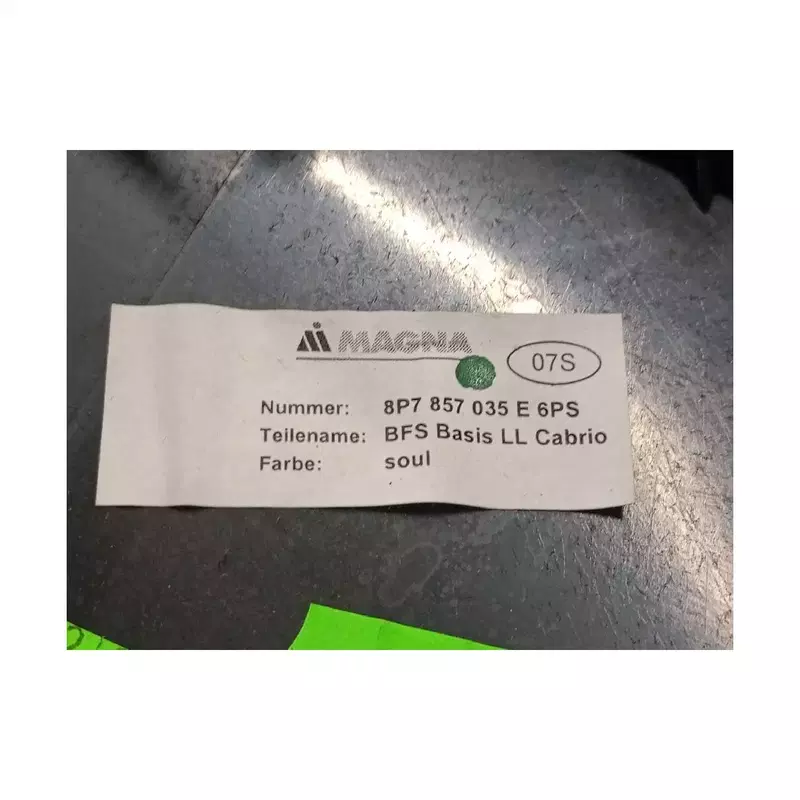 MAGNA
07S
Nummer: 8P7 857 035 E 6PS
Teilename: BFS Basis LL Cabrio
Farbe: soul